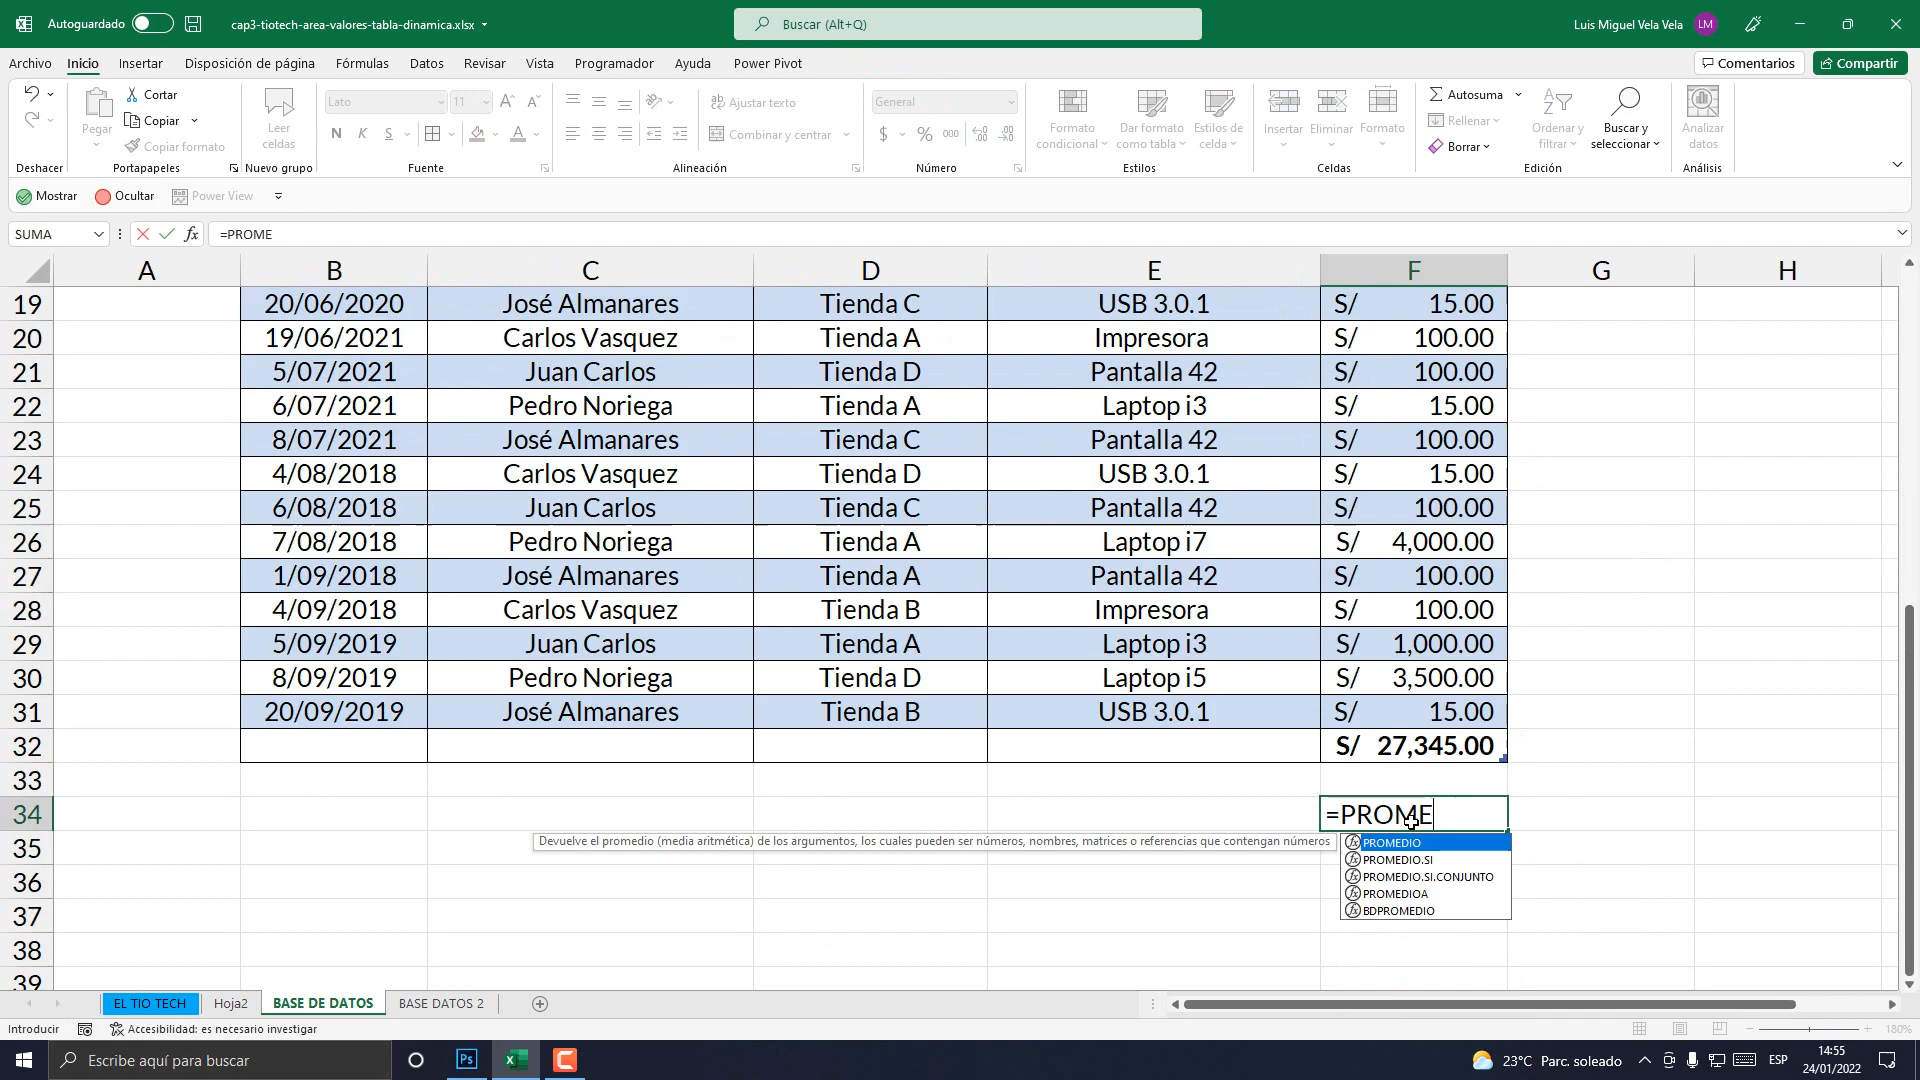 Autoguardado cap3-tiotech-area-valores-tabla-dinamica.xlsx Buscar (Alt+Q) Luis Miguel Vela Vela LM
Archivo Inicio Insertar Disposición de página Fórmulas Datos Revisar Vista Programador Ayuda Power Pivot Comentarios Compartir
Deshacer
Pegar
Cortar
Copiar
Copiar formato
Portapapeles
Leer celdas
Nuevo grupo
Lato 11
N K S A
Fuente
Ajustar texto
Combinar y centrar
Alineación
General
$ % 000
Número
Formato condicional
Dar formato como tabla
Estilos de celda
Estilos
Insertar Eliminar Formato
Celdas
Autosuma
Rellenar
Borrar
Ordenar y filtrar
Buscar y seleccionar
Edición
Analizar datos
Análisis
Mostrar Ocultar Power View
SUMA fx =PROME
A B C D E F G H
19 20/06/2020 José Almanares Tienda C USB 3.0.1 S/ 15.00
20 19/06/2021 Carlos Vasquez Tienda A Impresora S/ 100.00
21 5/07/2021 Juan Carlos Tienda D Pantalla 42 S/ 100.00
22 6/07/2021 Pedro Noriega Tienda A Laptop i3 S/ 15.00
23 8/07/2021 José Almanares Tienda C Pantalla 42 S/ 100.00
24 4/08/2018 Carlos Vasquez Tienda D USB 3.0.1 S/ 15.00
25 6/08/2018 Juan Carlos Tienda C Pantalla 42 S/ 100.00
26 7/08/2018 Pedro Noriega Tienda A Laptop i7 S/ 4,000.00
27 1/09/2018 José Almanares Tienda A Pantalla 42 S/ 100.00
28 4/09/2018 Carlos Vasquez Tienda B Impresora S/ 100.00
29 5/09/2019 Juan Carlos Tienda A Laptop i3 S/ 1,000.00
30 8/09/2019 Pedro Noriega Tienda D Laptop i5 S/ 3,500.00
31 20/09/2019 José Almanares Tienda B USB 3.0.1 S/ 15.00
32 S/ 27,345.00
33
34 =PROME
35 Devuelve el promedio (media aritmética) de los argumentos, los cuales pueden ser números, nombres, matrices o referencias que contengan números
PROMEDIO
PROMEDIO.SI
36 PROMEDIO.SI.CONJUNTO
PROMEDIOA
37 BDPROMEDIO
38
39
EL TIO TECH Hoja2 BASE DE DATOS BASE DATOS 2
Introducir Accesibilidad: es necesario investigar 180%
Escribe aquí para buscar Ps 23°C Parc. soleado ESP 14:55
24/01/2022